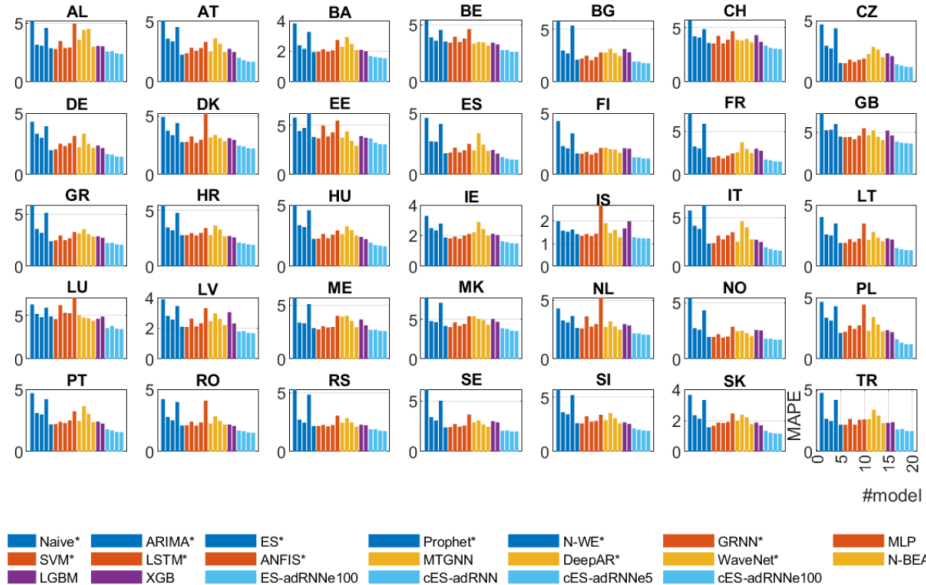 AL AT BA BE BG CH CZ
5 5 4 5 5 5 5
2
0 0 0 0 0 0 0
DE DK EE ES FI FR GB
5 5 5 5 5 5 5
0 0 0 0 0 0 0
GR HR HU IE IS IT LT
5 5 5 4 2 5 5
2 1
0 0 0 0 0 0 0
LU LV ME MK NL NO PL
5 4 5 5 5 5 5
2
0 0 0 0 0 0 0
PT RO RS SE SI SK TR
5 5 5 5 5 4 5
2
0 0 0 0 0 0 0
MAPE
0 5 10 15 20
#model
Naive* ARIMA* ES* Prophet* N-WE* GRNN* MLP
SVM* LSTM* ANFIS* MTGNN DeepAR* WaveNet* N-BEA
LGBM XGB ES-adRNNe100 cES-adRNN cES-adRNNe5 cES-adRNNe100